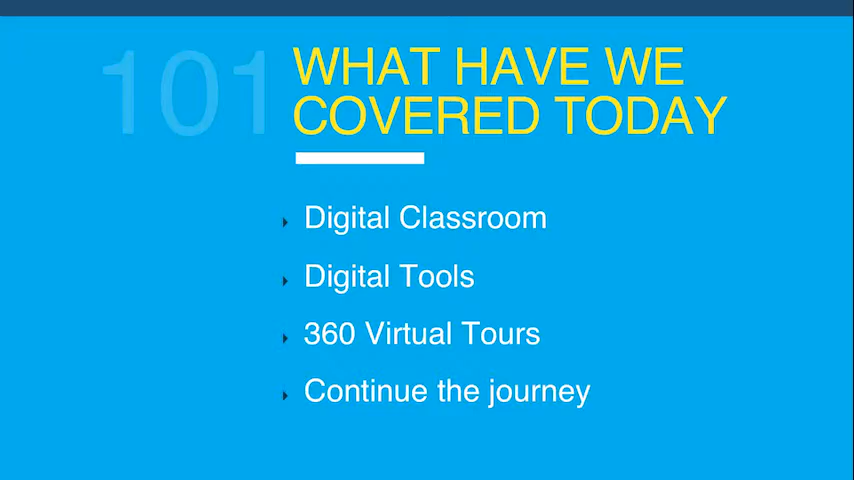 101
WHAT HAVE WE
COVERED TODAY
Digital Classroom
Digital Tools
360 Virtual Tours
Continue the journey